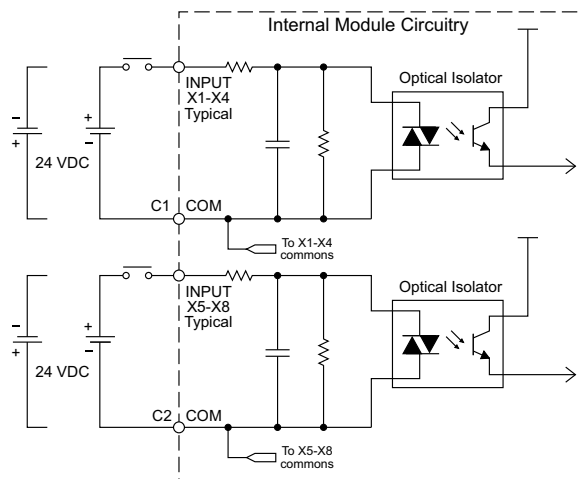 Internal Module Circuitry
INPUT
X1-X4
Typical
Optical Isolator
–
+
+
–
24 VDC
C1
COM
To X1-X4
commons
INPUT
X5-X8
Typical
Optical Isolator
–
+
+
–
24 VDC
C2
COM
To X5-X8
commons